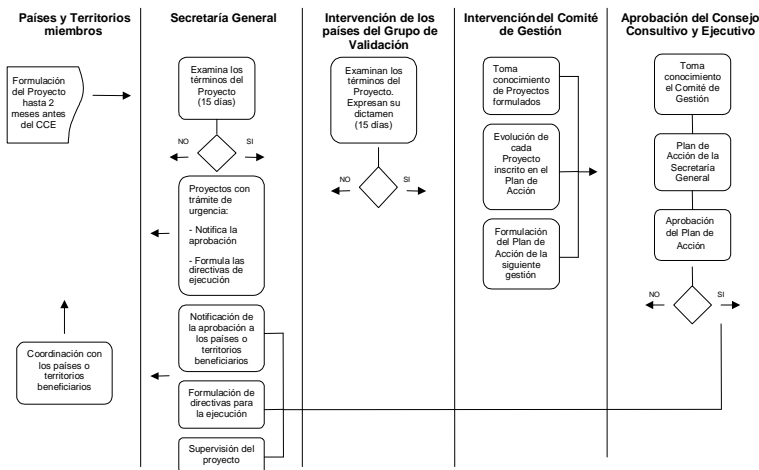 Países y Territorios
miembros
Secretaría General
Intervención de los
países del Grupo de
Validación
Intervención del Comité
de Gestión
Aprobación del Consejo
Consultivo y Ejecutivo
Formulación
del Proyecto
hasta 2
meses antes
del CCE
Coordinación con
los países o
territorios
beneficiarios
Examina los
términos del
Proyecto
(15 días)
NO
SI
Proyectos con
trámite de
urgencia:
- Notifica la
aprobación
- Formula las
directivas de
ejecución
Notificación de
la aprobación a
los países o
territorios
beneficiarios
Formulación de
directivas para
la ejecución
Supervisión del
proyecto
Examinan los
términos del
Proyecto.
Expresan su
dictamen
(15 días)
NO
SI
Toma
conocimiento
de Proyectos
formulados
Evolución de
cada
Proyecto
inscrito en el
Plan de
Acción
Formulación
del Plan de
Acción de la
siguiente
gestión
Toma
conocimiento
el Comité de
Gestión
Plan de
Acción de la
Secretaría
General
Aprobación
del Plan de
Acción
NO
SI